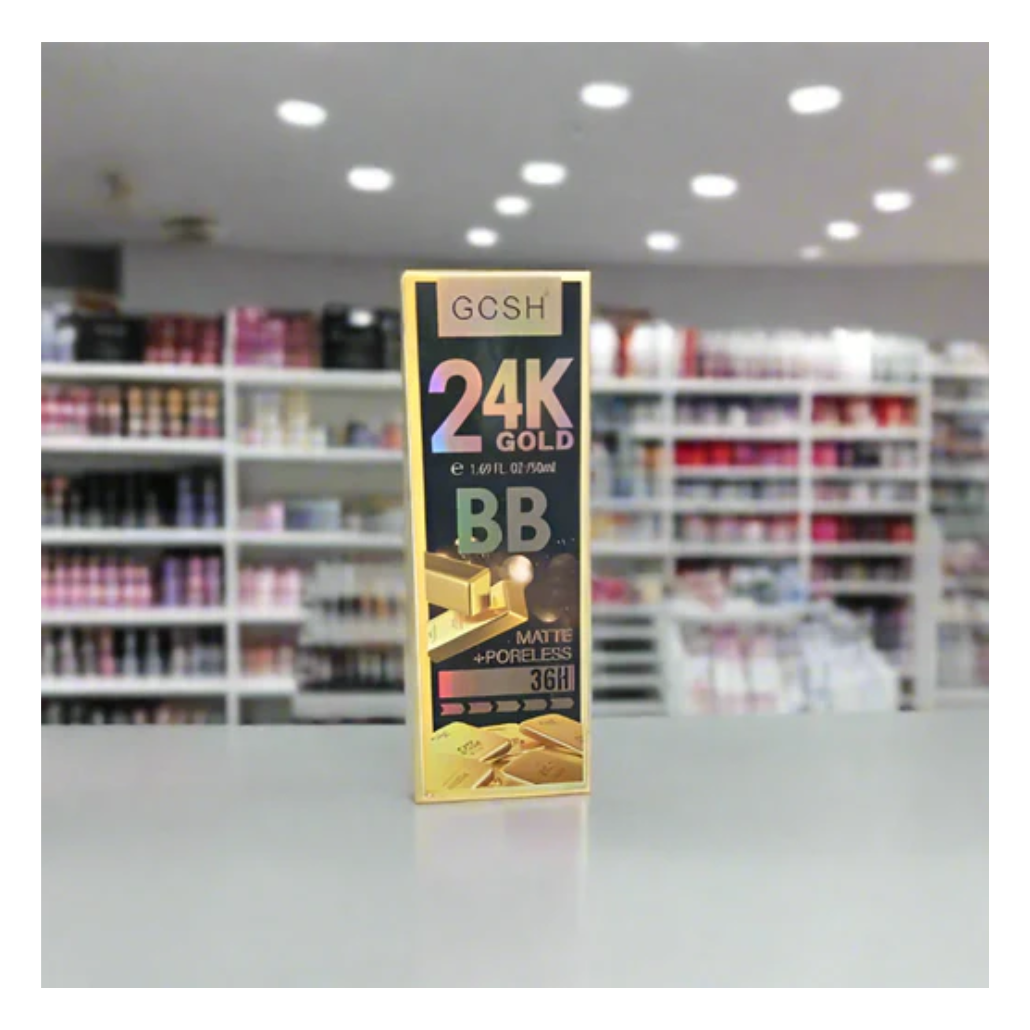 GCSH
24K
GOLD
℮ 1.69 FL. OZ /50ml
BB
MATTE
+PORELESS
36H